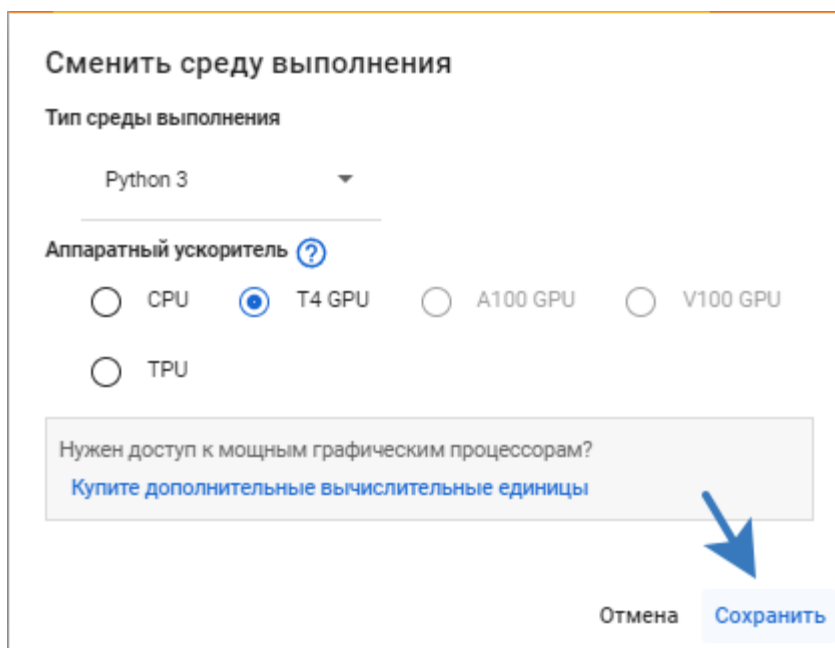 Сменить среду выполнения
Тип среды выполнения
Python 3
Аппаратный ускоритель ?
CPU T4 GPU A100 GPU V100 GPU
TPU
Нужен доступ к мощным графическим процессорам?
Купите дополнительные вычислительные единицы
Отмена Сохранить